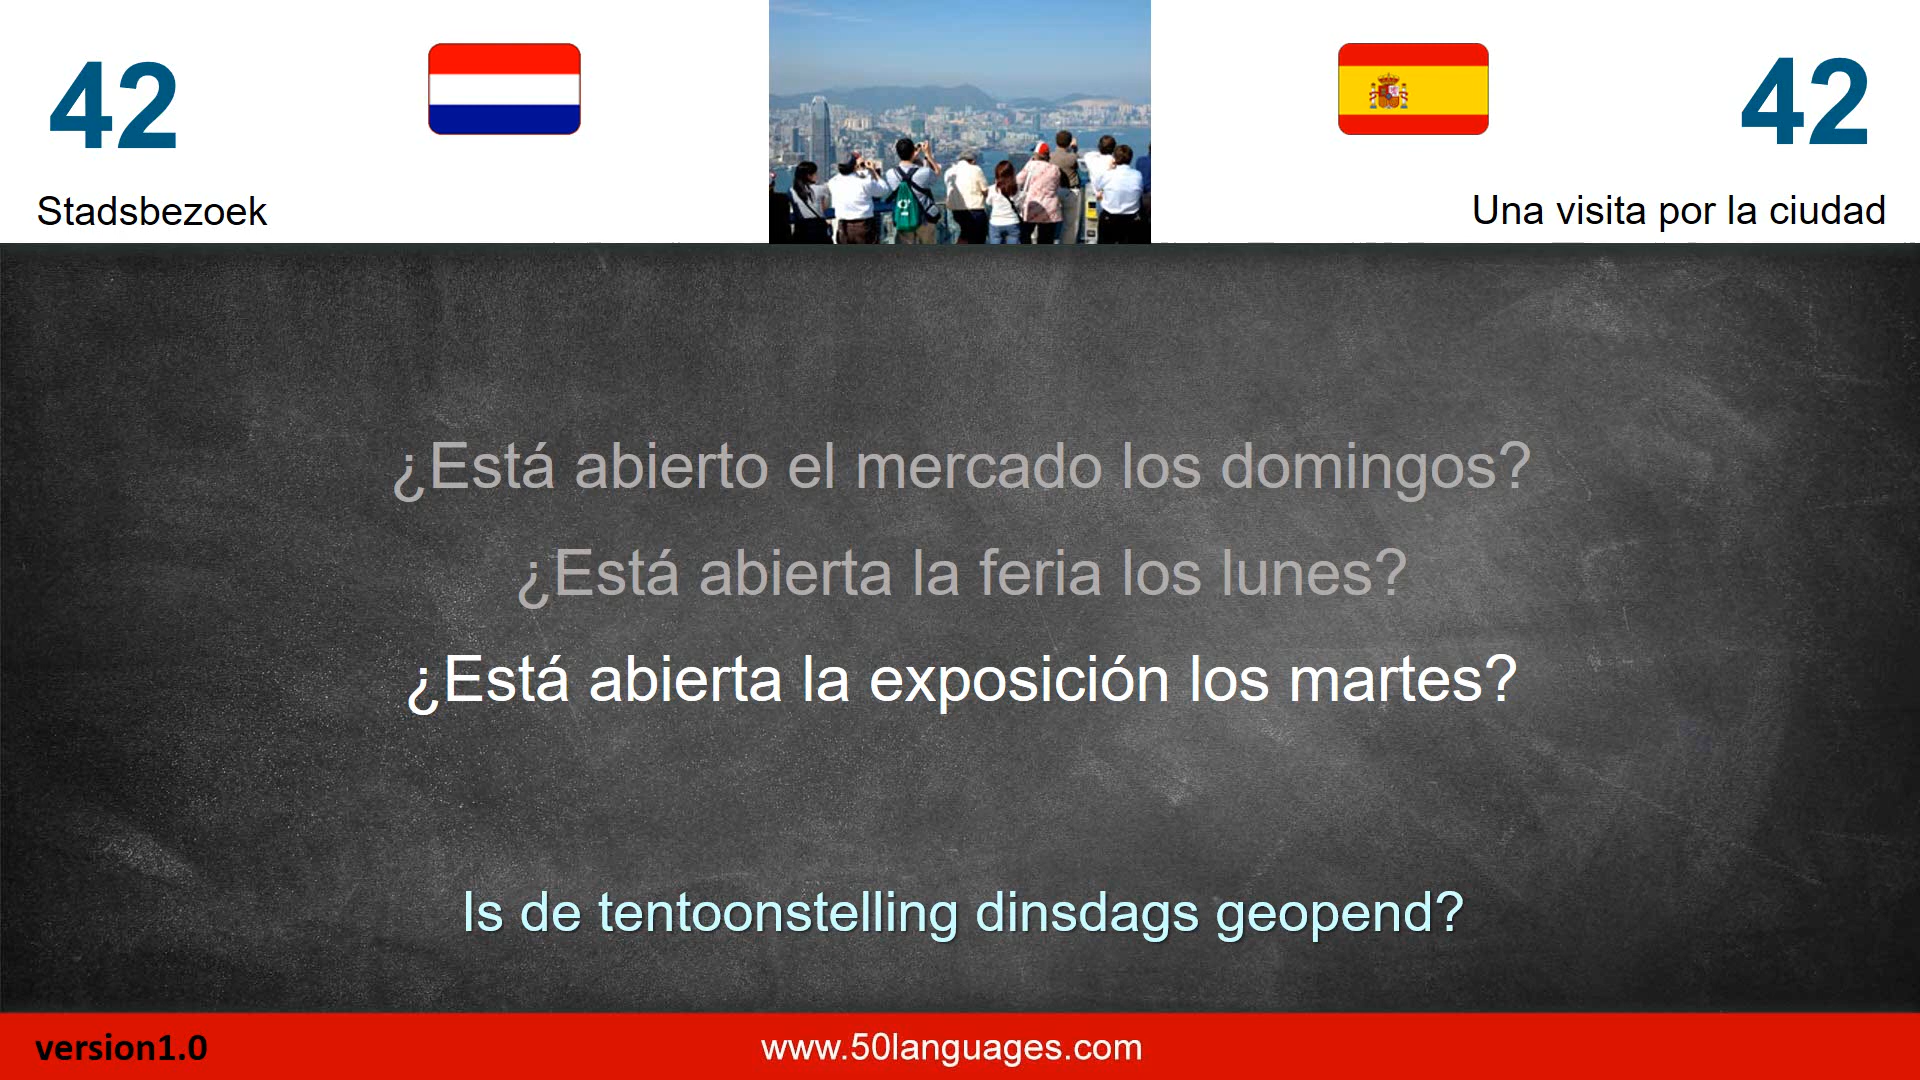 42
42
Stadsbezoek
Una visita por la ciudad
¿Está abierto el mercado los domingos?
¿Está abierta la feria los lunes?
¿Está abierta la exposición los martes?
Is de tentoonstelling dinsdags geopend?
version1.0
www.50languages.com